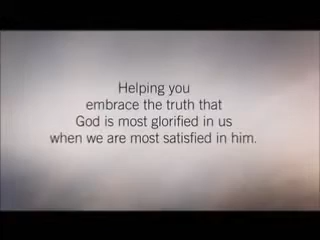 Helping you
embrace the truth that
God is most glorified in us
when we are most satisfied in him.